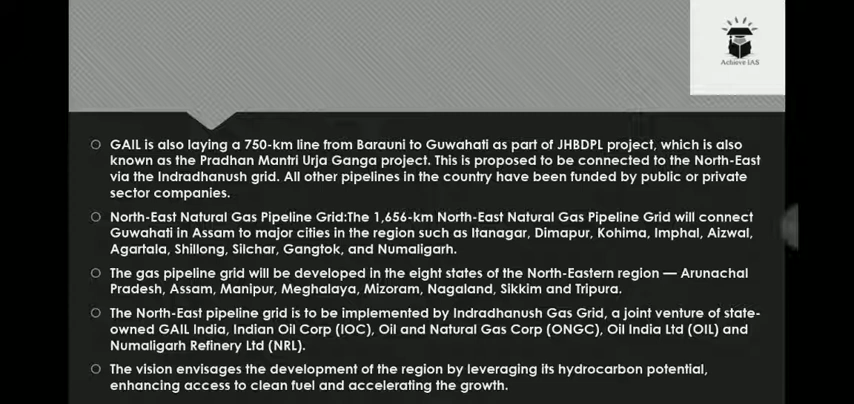 Achieve iAS
GAIL is also laying a 750-km line from Barauni to Guwahati as part of JHBDPL project, which is also
known as the Pradhan Mantri Urja Ganga project. This is proposed to be connected to the North-East
via the Indradhanush grid. All other pipelines in the country have been funded by public or private
sector companies.
North-East Natural Gas Pipeline Grid:The 1,656-km North-East Natural Gas Pipeline Grid will connect
Guwahati in Assam to major cities in the region such as Itanagar, Dimapur, Kohima, Imphal, Aizwal,
Agartala, Shillong, Silchar, Gangtok, and Numaligarh.
The gas pipeline grid will be developed in the eight states of the North-Eastern region — Arunachal
Pradesh, Assam, Manipur, Meghalaya, Mizoram, Nagaland, Sikkim and Tripura.
The North-East pipeline grid is to be implemented by Indradhanush Gas Grid, a joint venture of state-
owned GAIL India, Indian Oil Corp (IOC), Oil and Natural Gas Corp (ONGC), Oil India Ltd (OIL) and
Numaligarh Refinery Ltd (NRL).
The vision envisages the development of the region by leveraging its hydrocarbon potential,
enhancing access to clean fuel and accelerating the growth.